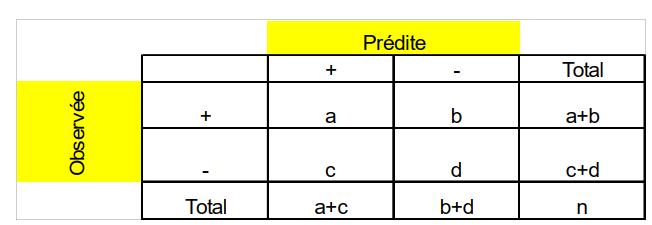 Prédite
+ - Total
Observée
+ a b a+b
- c d c+d
Total a+c b+d n